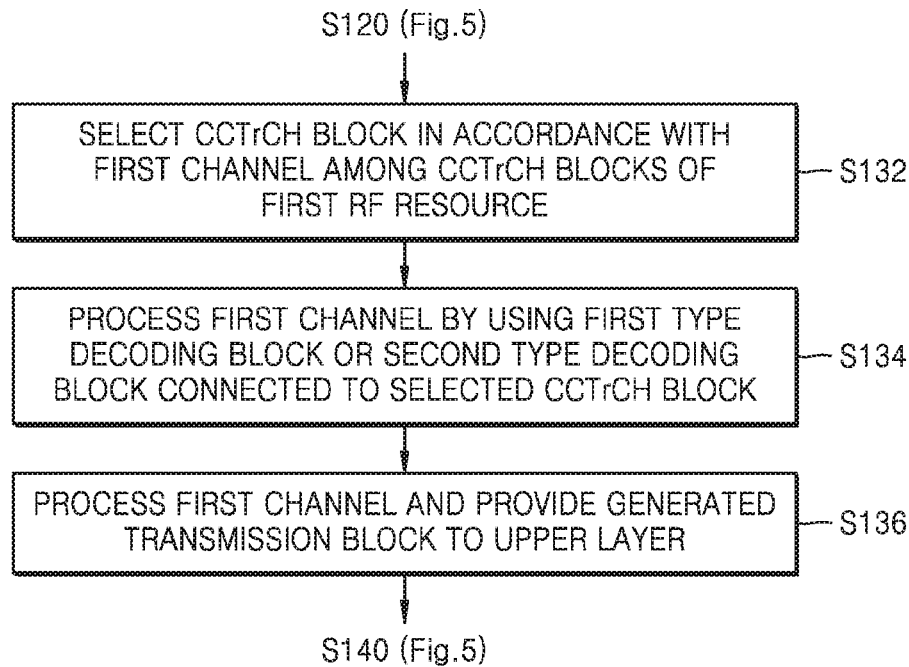 S120 (Fig.5)
SELECT CCTrCH BLOCK IN ACCORDANCE WITH
FIRST CHANNEL AMONG CCTrCH BLOCKS OF
FIRST RF RESOURCE
S132
PROCESS FIRST CHANNEL BY USING FIRST TYPE
DECODING BLOCK OR SECOND TYPE DECODING
BLOCK CONNECTED TO SELECTED CCTrCH BLOCK
S134
PROCESS FIRST CHANNEL AND PROVIDE GENERATED
TRANSMISSION BLOCK TO UPPER LAYER
S136
S140 (Fig.5)